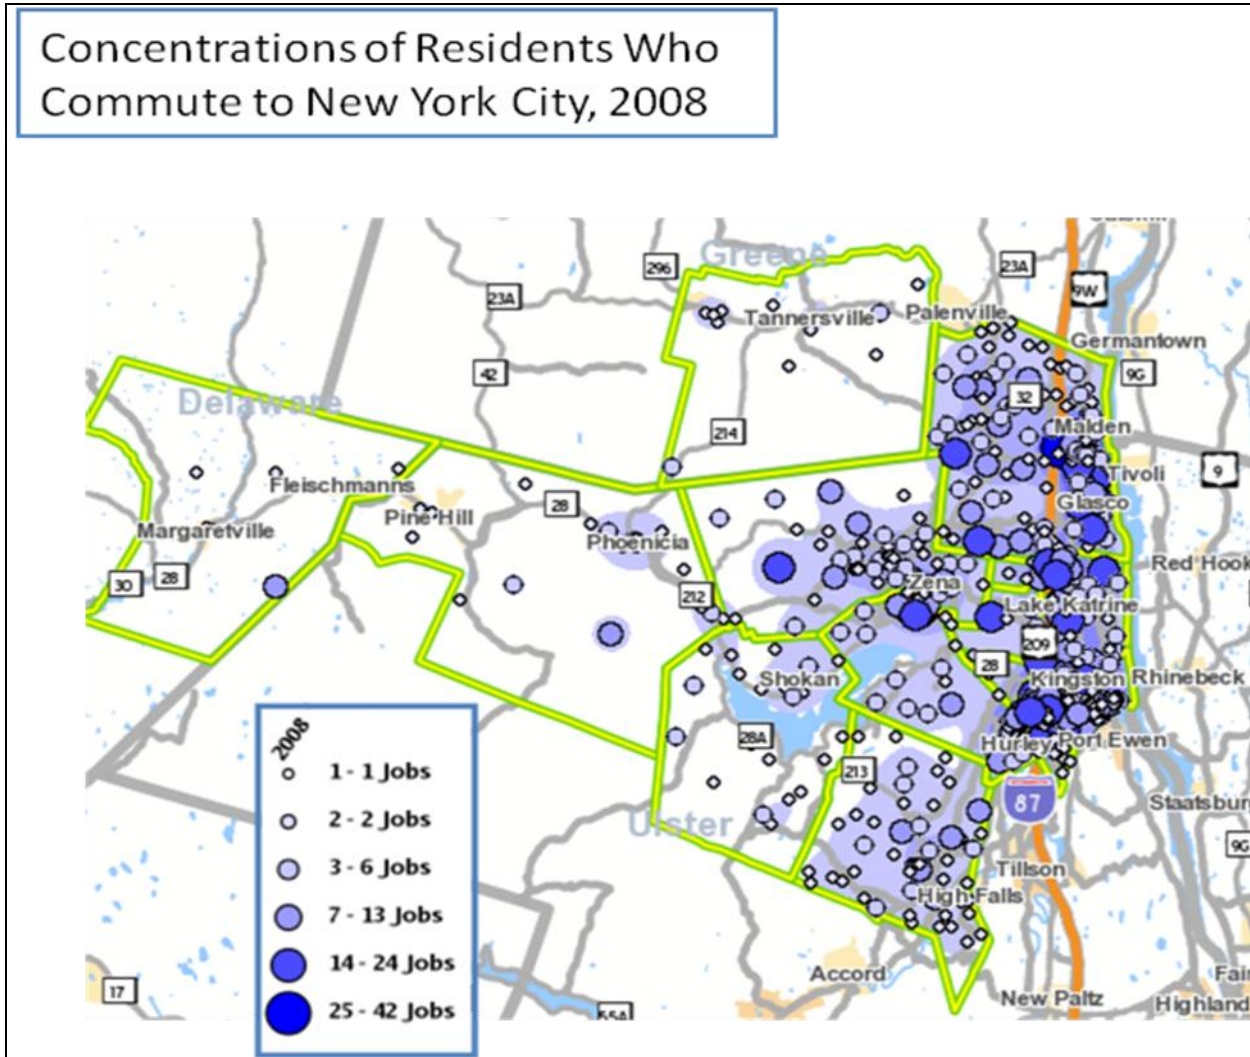 Concentrations of Residents Who
Commute to New York City, 2008
Greene
296
23A
23A
9W
Tannersville
Palenville
Germantown
42
9G
32
Delaware
214
Malden
9
Fleischmanns
Tivoli
28
Glasco
Pine Hill
Margaretville
Phoenicia
Red Hook
30
28
Zena
212
Lake Katrine
209
28
Shokan
Kingston
Rhinebeck
28A
Hurley
Port Ewen
213
87
Ulster
Staatsbur
9G
Tillson
High Falls
Accord
17
New Paltz
Fair
Highland
55A
2008
1 - 1 Jobs
2 - 2 Jobs
3 - 6 Jobs
7 - 13 Jobs
14 - 24 Jobs
25 - 42 Jobs